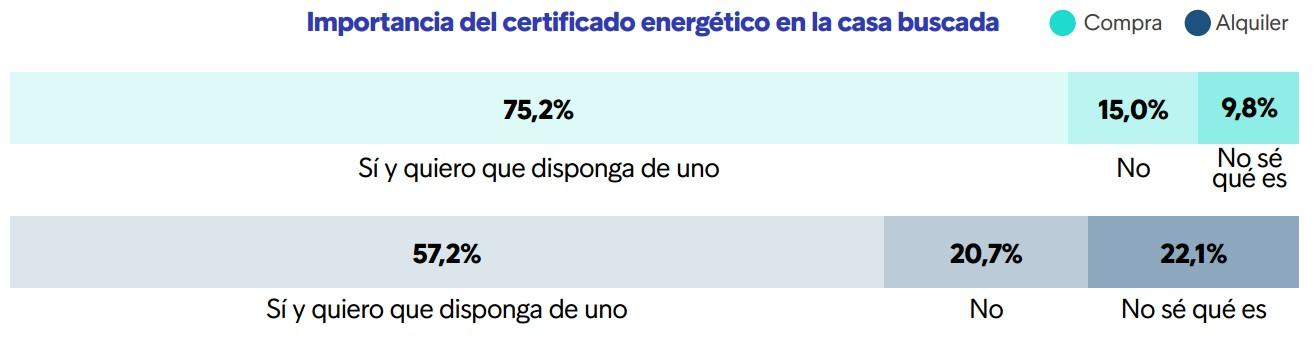 Importancia del certificado energético en la casa buscada
Compra
Alquiler
75,2%
15,0%
9,8%
Sí y quiero que disponga de uno
No
No sé
qué es
57,2%
20,7%
22,1%
Sí y quiero que disponga de uno
No
No sé qué es